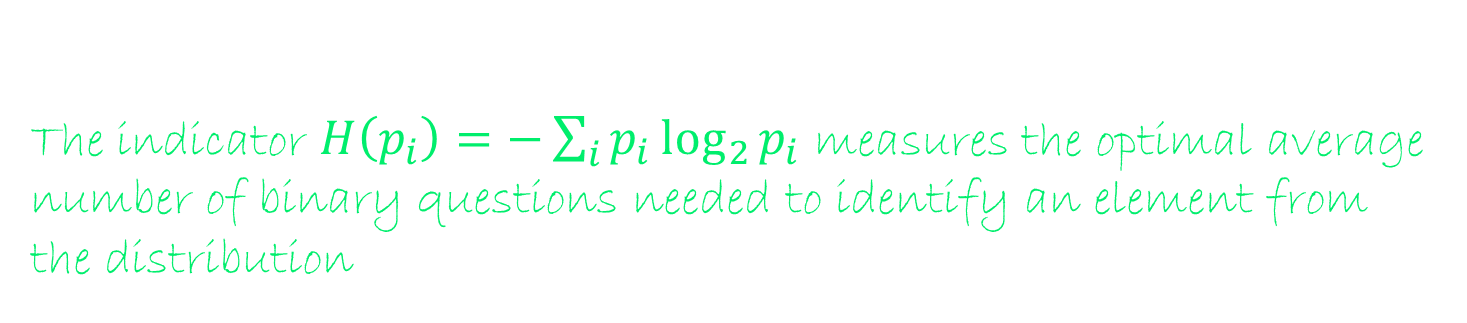 The indicator H(pᵢ) = − ∑ᵢ pᵢ log₂ pᵢ measures the optimal average
number of binary questions needed to identify an element from
the distribution